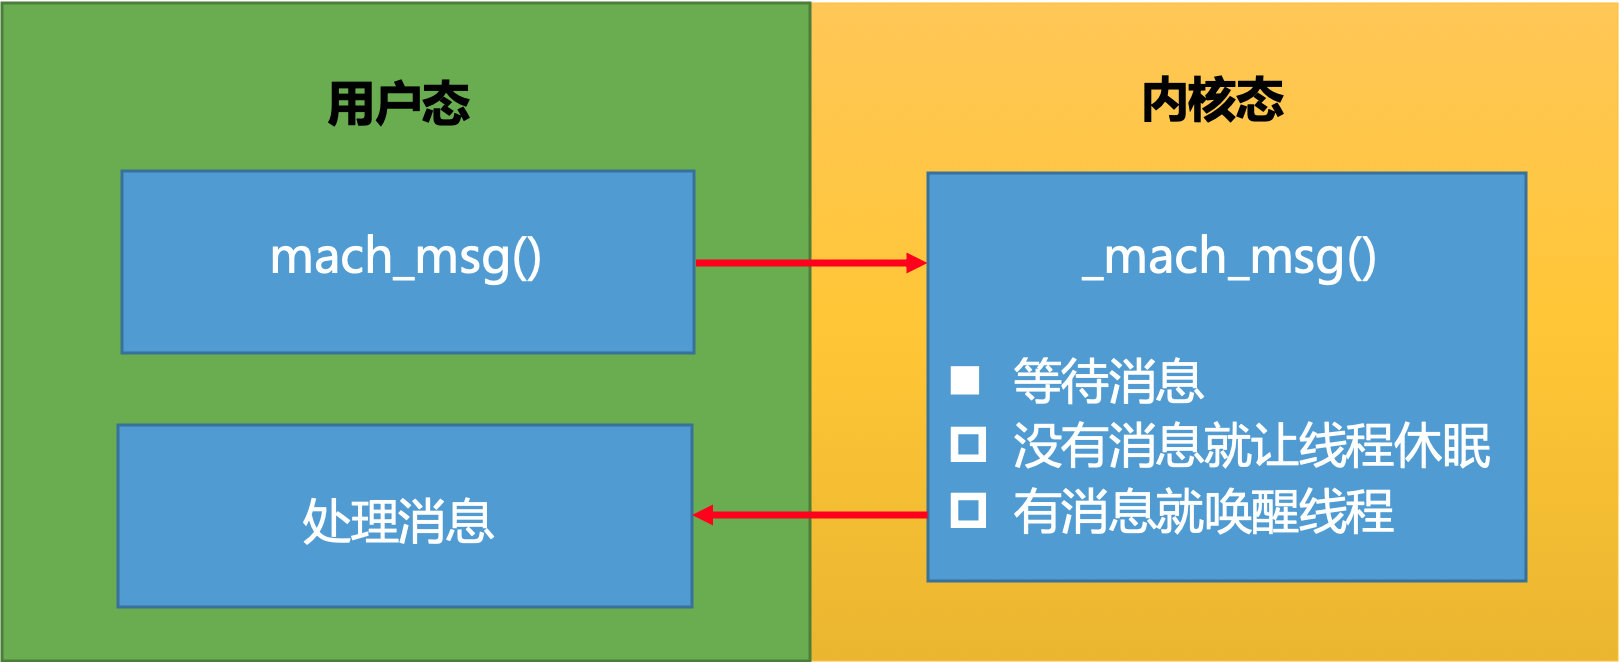 用户态
mach_msg()
处理消息
内核态
_mach_msg()
等待消息
没有消息就让线程休眠
有消息就唤醒线程